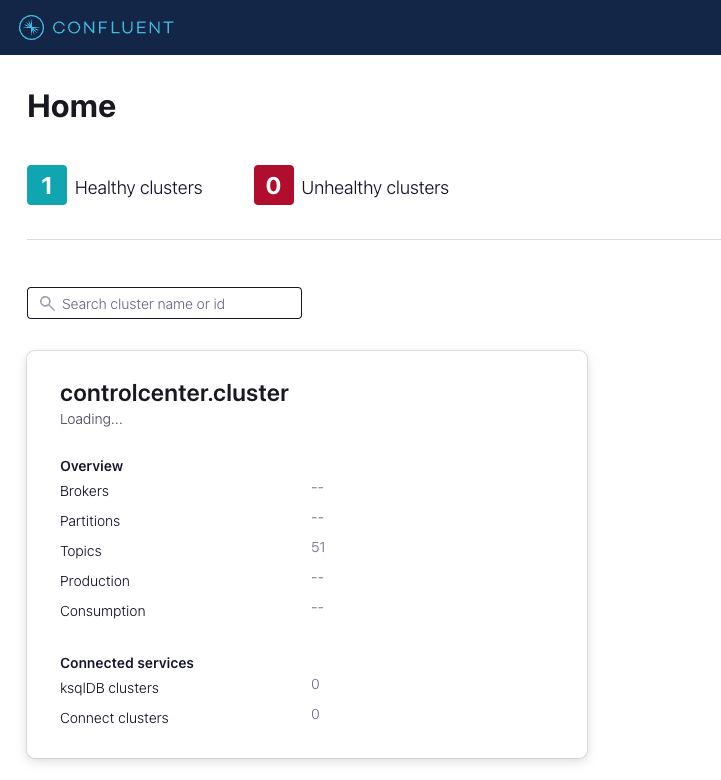 CONFLUENT
Home
1 Healthy clusters 0 Unhealthy clusters
Search cluster name or id
controlcenter.cluster
Loading...
Overview
Brokers --
Partitions --
Topics 51
Production --
Consumption --
Connected services
ksqlDB clusters 0
Connect clusters 0